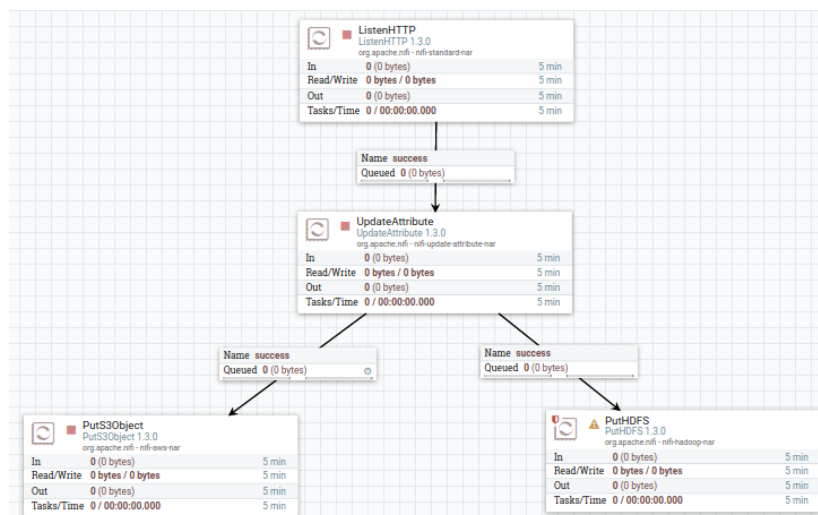 ListenHTTP
ListenHTTP 1.3.0
org.apache.nifi - nifi-standard-nar
In 0 (0 bytes) 5 min
Read/Write 0 bytes / 0 bytes 5 min
Out 0 (0 bytes) 5 min
Tasks/Time 0 / 00:00:00.000 5 min
Name success
Queued 0 (0 bytes)
UpdateAttribute
UpdateAttribute 1.3.0
org.apache.nifi - nifi-update-attribute-nar
In 0 (0 bytes) 5 min
Read/Write 0 bytes / 0 bytes 5 min
Out 0 (0 bytes) 5 min
Tasks/Time 0 / 00:00:00.000 5 min
Name success
Queued 0 (0 bytes)
Name success
Queued 0 (0 bytes)
PutS3Object
PutS3Object 1.3.0
org.apache.nifi - nifi-aws-nar
In 0 (0 bytes) 5 min
Read/Write 0 bytes / 0 bytes 5 min
Out 0 (0 bytes) 5 min
Tasks/Time 0 / 00:00:00.000 5 min
PutHDFS
PutHDFS 1.3.0
org.apache.nifi - nifi-hadoop-nar
In 0 (0 bytes) 5 min
Read/Write 0 bytes / 0 bytes 5 min
Out 0 (0 bytes) 5 min
Tasks/Time 0 / 00:00:00.000 5 min